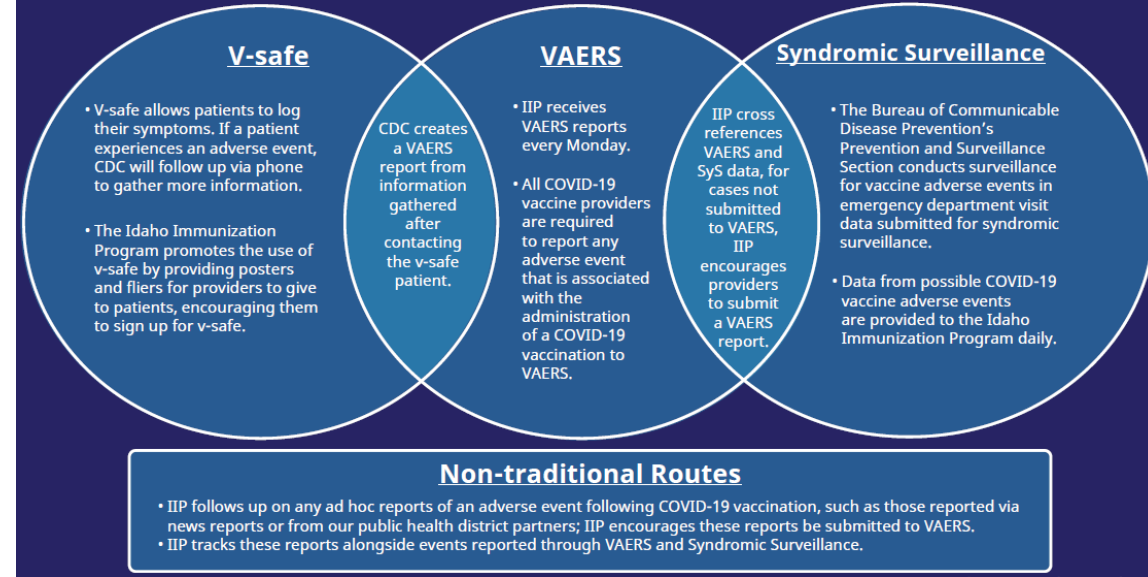 V-safe
• V-safe allows patients to log
their symptoms. If a patient
experiences an adverse event,
CDC will follow up via phone
to gather more information.
• The Idaho Immunization
Program promotes the use of
v-safe by providing posters
and fliers for providers to give
to patients, encouraging them
to sign up for v-safe.
CDC creates
a VAERS
report from
information
gathered
after
contacting
the v-safe
patient.
VAERS
• IIP receives
VAERS reports
every Monday.
• All COVID-19
vaccine providers
are required
to report any
adverse event
that is associated
with the
administration
of a COVID-19
vaccination to
VAERS.
IIP cross
references
VAERS and
SyS data, for
cases not
submitted
to VAERS,
IIP
encourages
providers
to submit
a VAERS
report.
Syndromic Surveillance
• The Bureau of Communicable
Disease Prevention’s
Prevention and Surveillance
Section conducts surveillance
for vaccine adverse events in
emergency department visit
data submitted for syndromic
surveillance.
• Data from possible COVID-19
vaccine adverse events
are provided to the Idaho
Immunization Program daily.
Non-traditional Routes
• IIP follows up on any ad hoc reports of an adverse event following COVID-19 vaccination, such as those reported via
news reports or from our public health district partners; IIP encourages these reports be submitted to VAERS.
• IIP tracks these reports alongside events reported through VAERS and Syndromic Surveillance.